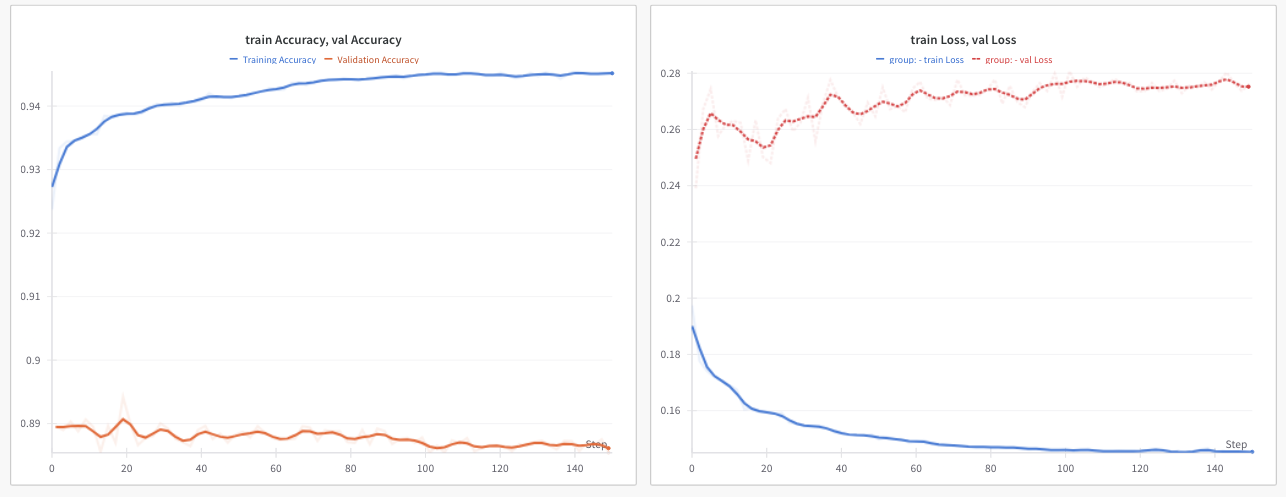 train Accuracy, val Accuracy
Training Accuracy Validation Accuracy
0.94
0.93
0.92
0.91
0.9
0.89
Step
0 20 40 60 80 100 120 140
train Loss, val Loss
group: - train Loss group: - val Loss
0.28
0.26
0.24
0.22
0.2
0.18
0.16
Step
0 20 40 60 80 100 120 140